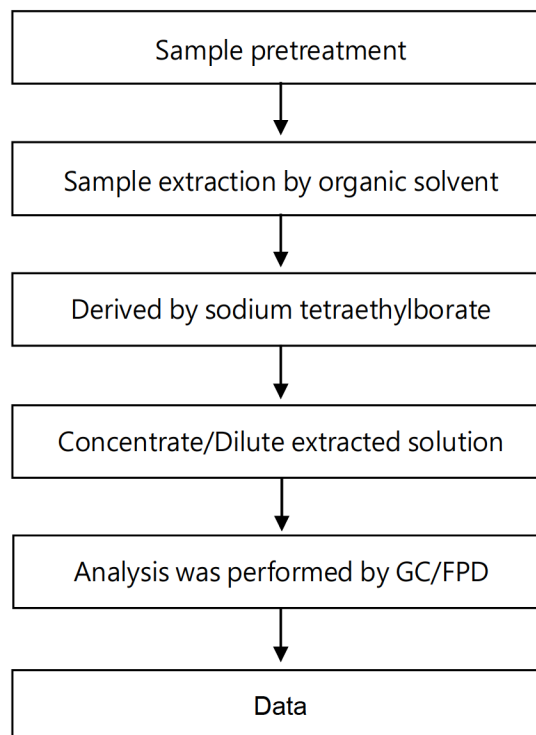 Sample pretreatment
Sample extraction by organic solvent
Derived by sodium tetraethylborate
Concentrate/Dilute extracted solution
Analysis was performed by GC/FPD
Data